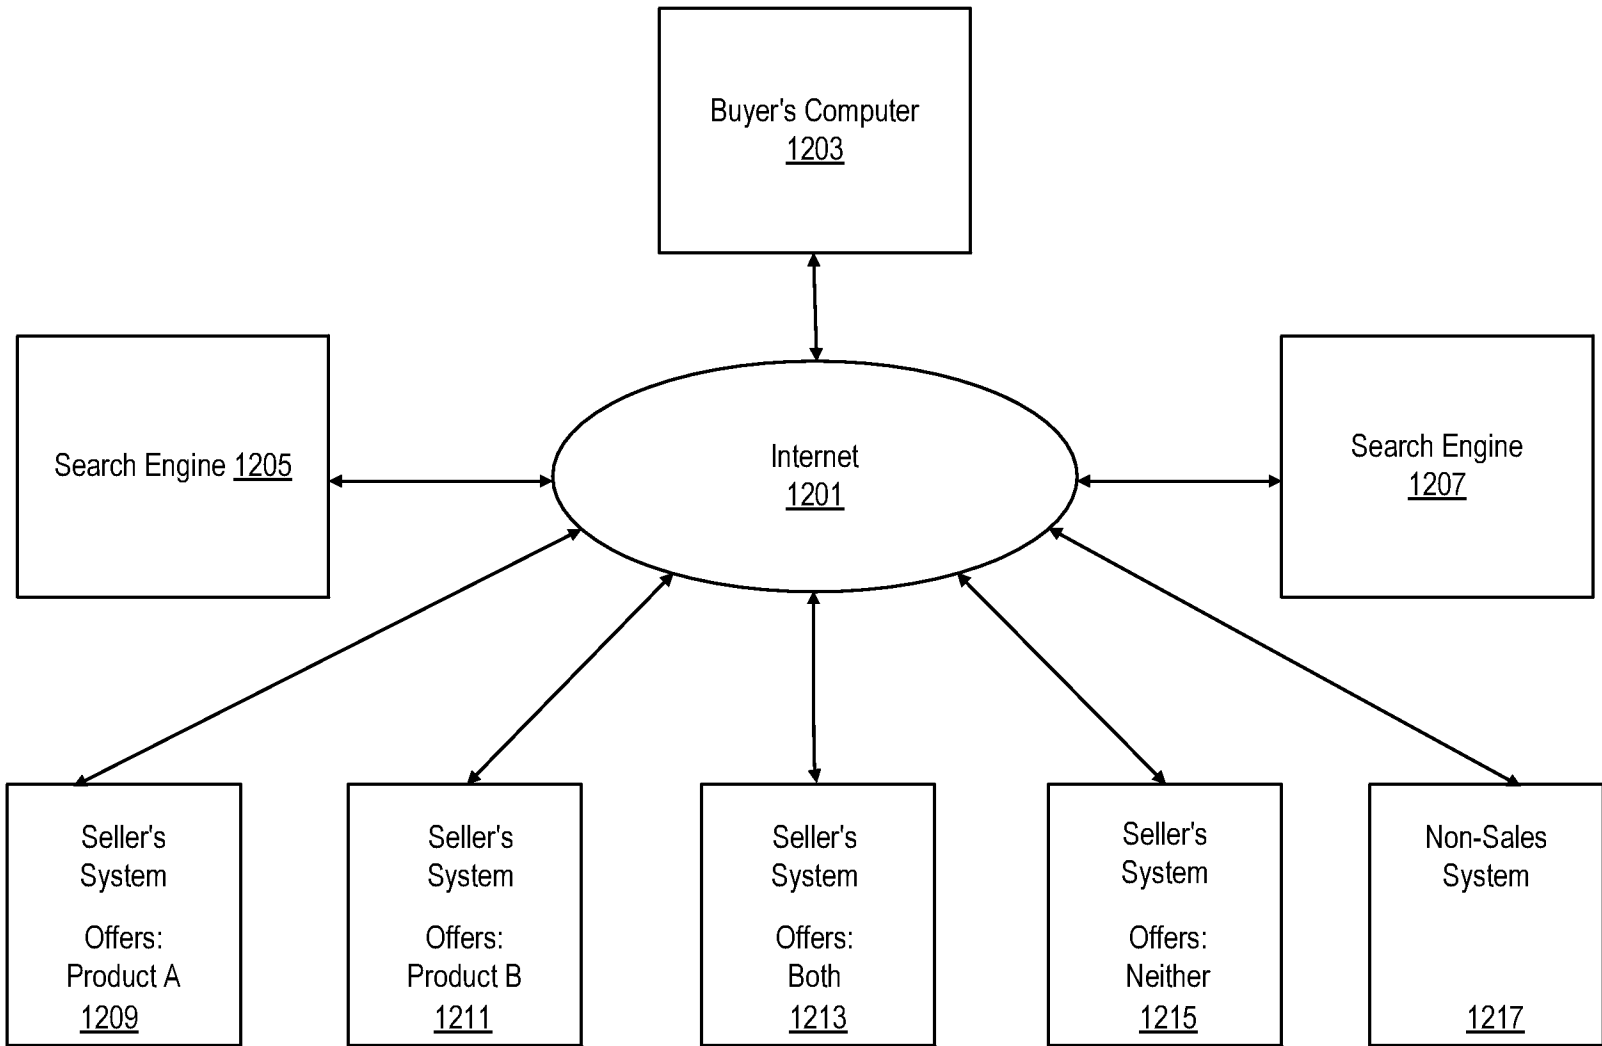 Buyer's Computer
1203
Search Engine 1205
Internet
1201
Search Engine
1207
Seller's
System
Offers:
Product A
1209
Seller's
System
Offers:
Product B
1211
Seller's
System
Offers:
Both
1213
Seller's
System
Offers:
Neither
1215
Non-Sales
System
1217